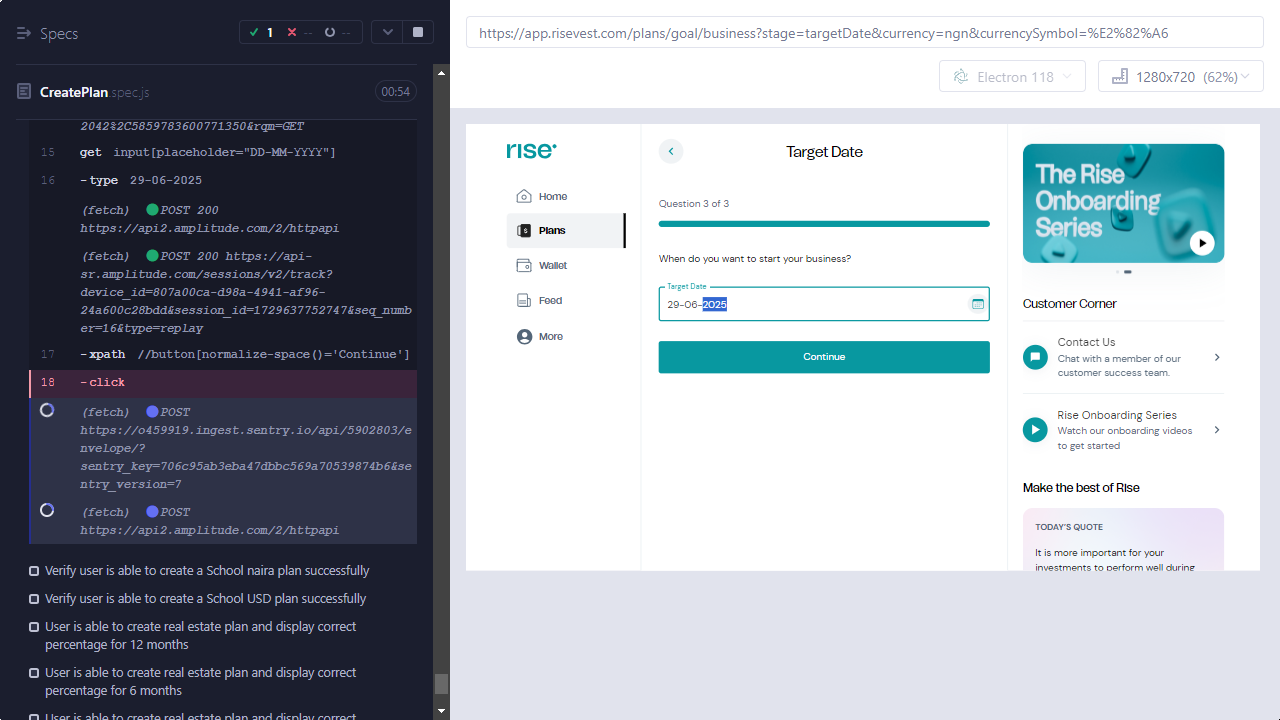 Specs
1
--
--
CreatePlan.spec.js
00:54
2042%2C5859783600771350&rqm=GET
15 get input[placeholder="DD-MM-YYYY"]
16 -type 29-06-2025
(fetch) POST 200
https://api2.amplitude.com/2/httpapi
(fetch) POST 200 https://api-
sr.amplitude.com/sessions/v2/track?
device_id=807a00ca-d98a-4941-af96-
24a600c28bdd&session_id=1729637752747&seq_numb
er=16&type=replay
17 -xpath //button[normalize-space()='Continue']
18 -click
(fetch) POST
https://o459919.ingest.sentry.io/api/5902803/e
nvelope/?
sentry_key=706c95ab3eba47dbbc569a70539874b6&se
ntry_version=7
(fetch) POST
https://api2.amplitude.com/2/httpapi
Verify user is able to create a School naira plan successfully
Verify user is able to create a School USD plan successfully
User is able to create real estate plan and display correct
percentage for 12 months
User is able to create real estate plan and display correct
percentage for 6 months
User is able to create real estate plan and display correct
https://app.risevest.com/plans/goal/business?stage=targetDate&currency=ngn&currencySymbol=%E2%82%A6
Electron 118
1280x720 (62%)
rise
Home
Plans
Wallet
Feed
More
Target Date
Question 3 of 3
When do you want to start your business?
Target Date
29-06-2025
Continue
The Rise
Onboarding
Series
Customer Corner
Contact Us
Chat with a member of our
customer success team.
Rise Onboarding Series
Watch our onboarding videos
to get started
Make the best of Rise
TODAY'S QUOTE
It is more important for your
investments to perform well during